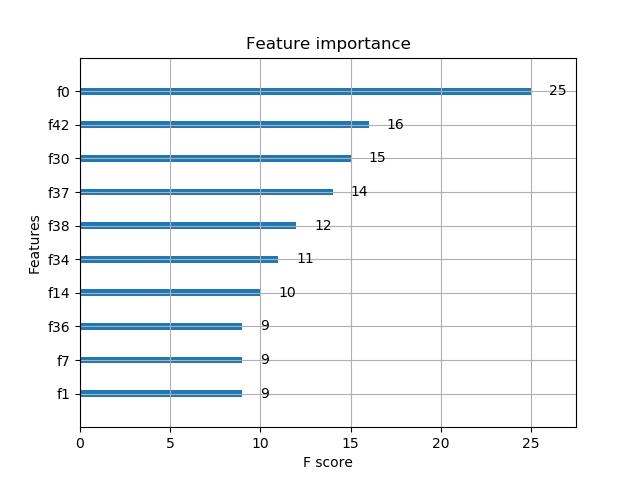 Feature importance
f0 25
f42 16
f30 15
f37 14
f38 12
f34 11
f14 10
f36 9
f7 9
f1 9
Features
0 5 10 15 20 25
F score